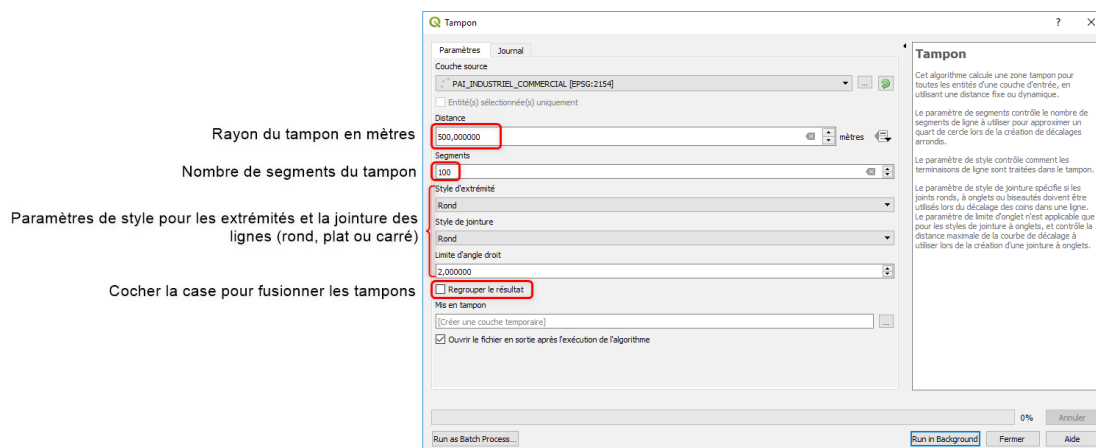 Tampon
?
Paramètres
Journal
Couche source
PAI_INDUSTRIEL_COMMERCIAL [EPSG:2154]
...
Entité(s) sélectionnée(s) uniquement
Distance
Rayon du tampon en mètres
500,000000
mètres
Segments
Nombre de segments du tampon
100
Style d'extrémité
Rond
Paramètres de style pour les extrémités et la jointure des
lignes (rond, plat ou carré)
Style de jointure
Rond
Limite d'angle droit
2,000000
Cocher la case pour fusionner les tampons
Regrouper le résultat
Mis en tampon
[Créer une couche temporaire]
...
Ouvrir le fichier en sortie après l'exécution de l'algorithme
Tampon
Cet algorithme calcule une zone tampon pour
toutes les entités d'une couche d'entrée, en
utilisant une distance fixe ou dynamique.
Le paramètre de segments contrôle le nombre de
segments de ligne à utiliser pour approximer un
quart de cercle lors de la création de décalages
arrondis.
Le paramètre de style contrôle comment les
terminaisons de ligne sont traitées dans le tampon.
Le paramètre de style de jointure spécifie si les
joints ronds, à onglets ou biseautés doivent être
utilisés lors du décalage des coins dans une ligne.
Le paramètre de limite d'onglet n'est applicable que
pour les styles de jointure à onglets, et contrôle la
distance maximale de la courbe de décalage à
utiliser lors de la création d'une jointure à onglets.
0%
Annuler
Run as Batch Process...
Run in Background
Fermer
Aide